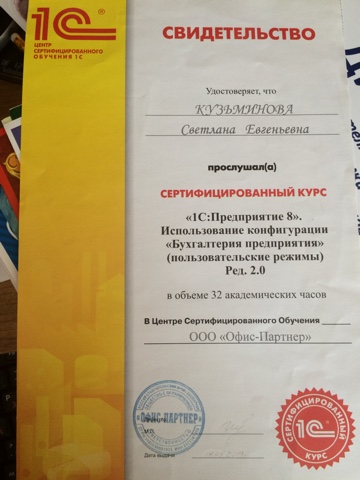 1С
ЦЕНТР
СЕРТИФИЦИРОВАННОГО
ОБУЧЕНИЯ 1С
СВИДЕТЕЛЬСТВО
Удостоверяет, что
КУЗЬМИНОВА
Светлана Евгеньевна
прослушал(а)
СЕРТИФИЦИРОВАННЫЙ КУРС
«1С:Предприятие 8».
Использование конфигурации
«Бухгалтерия предприятия»
(пользовательские режимы)
Ред. 2.0
в объеме 32 академических часов
В Центре Сертифицированного Обучения
ООО «Офис-Партнер»
«ОФИС-ПАРТНЕР»
М.П.
Дата выдачи
СЕРТИФИЦИРОВАННЫЙ
1С
КУРС